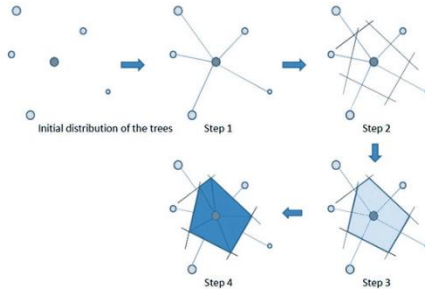 Initial distribution of the trees
Step 1
Step 2
Step 4
Step 3